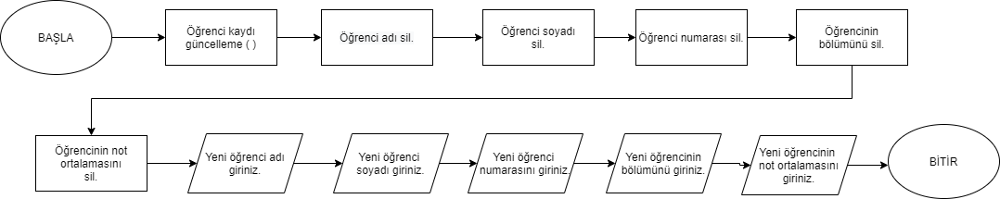 BAŞLA
Öğrenci kaydı
güncelleme ( )
Öğrenci adı sil.
Öğrenci soyadı
sil.
Öğrenci numarası sil.
Öğrencinin
bölümünü sil.
Öğrencinin not
ortalamasını
sil.
Yeni öğrenci adı
giriniz.
Yeni öğrenci
soyadı giriniz.
Yeni öğrenci
numarasını giriniz.
Yeni öğrencinin
bölümünü giriniz.
Yeni öğrencinin
not ortalamasını
giriniz.
BİTİR